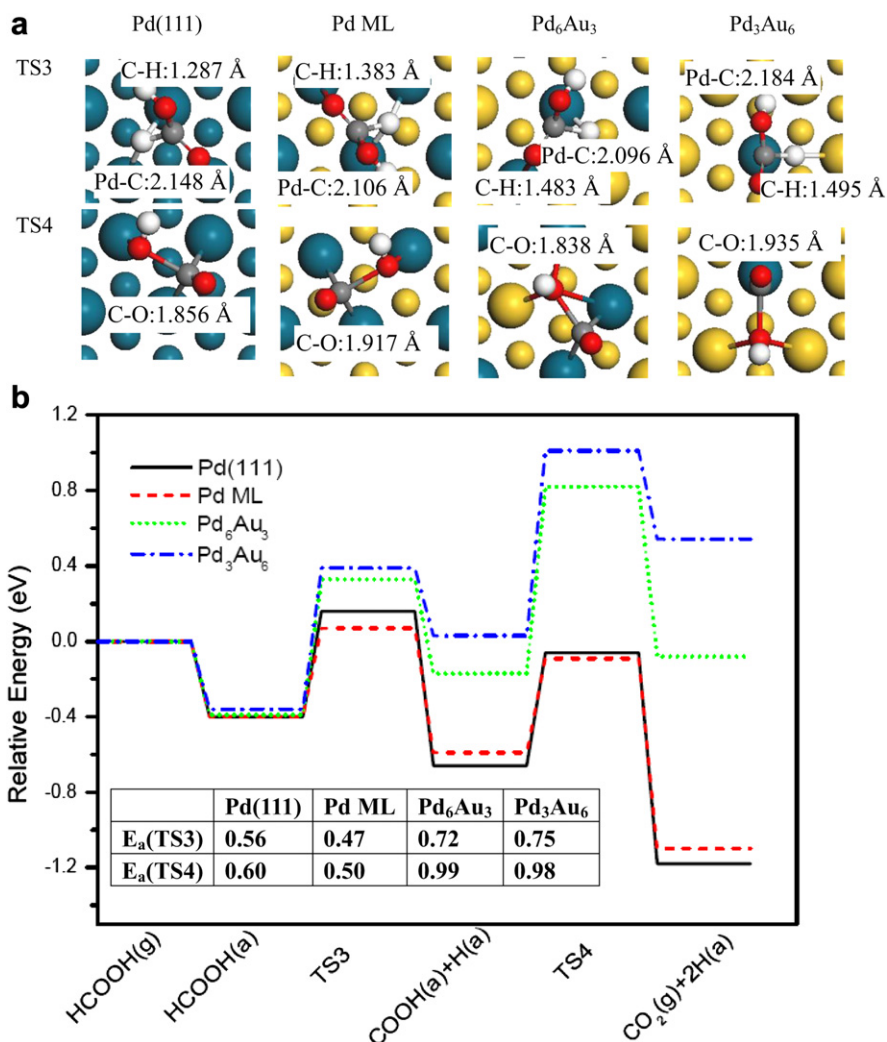 a
Pd(111) Pd ML Pd₆Au₃ Pd₃Au₆
TS3
C-H:1.287 Å C-H:1.383 Å Pd-C:2.184 Å
Pd-C:2.148 Å Pd-C:2.106 Å Pd-C:2.096 Å
C-H:1.483 Å C-H:1.495 Å
TS4
C-O:1.838 Å C-O:1.935 Å
C-O:1.856 Å C-O:1.917 Å
b
1.2
0.8
0.4
0.0
-0.4
-0.8
-1.2
Relative Energy (eV)
Pd(111)
Pd ML
Pd₆Au₃
Pd₃Au₆
Pd(111) Pd ML Pd₆Au₃ Pd₃Au₆
Eₐ(TS3) 0.56 0.47 0.72 0.75
Eₐ(TS4) 0.60 0.50 0.99 0.98
HCOOH(g) HCOOH(a) TS3 COOH(a)+H(a) TS4 CO₂(g)+2H(a)